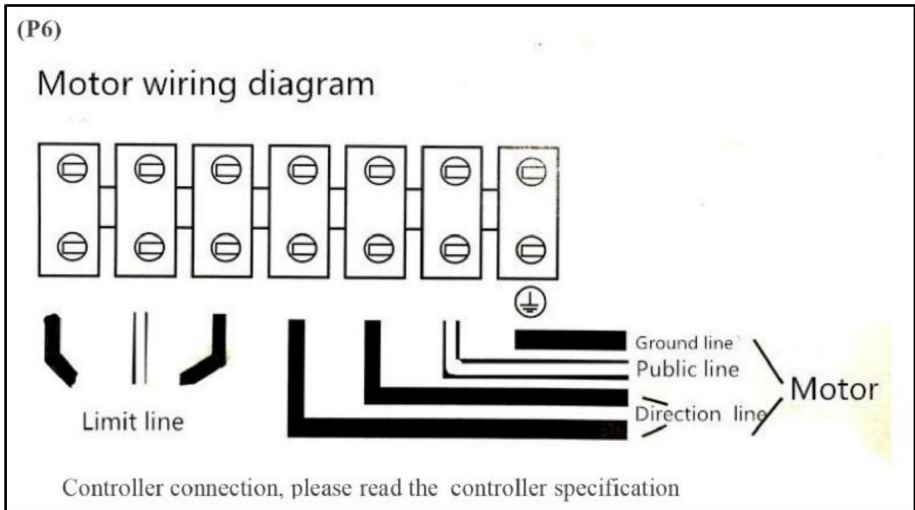 (P6)
Motor wiring diagram
Ground line
Public line
Direction line
Motor
Limit line
Controller connection, please read the controller specification